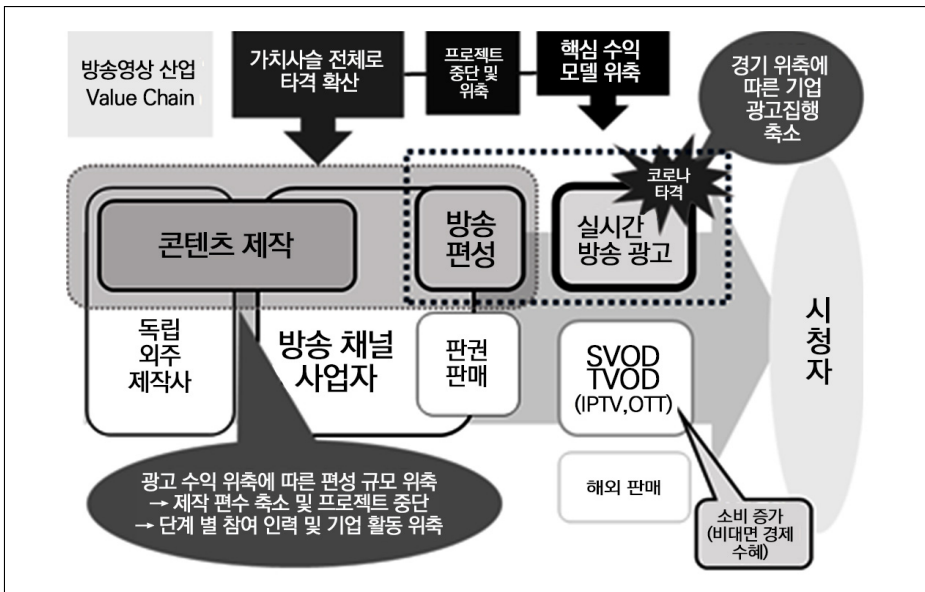 방송영상 산업
Value Chain
가치사슬 전체로
타격 확산
프로젝트
중단 및
위축
핵심 수익
모델 위축
경기 위축에
따른 기업
광고집행
축소
코로나
타격
콘텐츠 제작
방송
편성
실시간
방송 광고
독립
외주
제작사
방송 채널
사업자
판권
판매
SVOD
TVOD
(IPTV,OTT)
해외 판매
시청자
광고 수익 위축에 따른 편성 규모 위축
→ 제작 편수 축소 및 프로젝트 중단
→ 단계 별 참여 인력 및 기업 활동 위축
소비 증가
(비대면 경제
수혜)